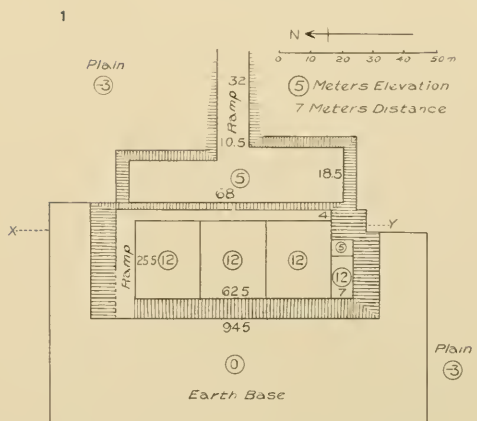 1
N
0 10 20 30 40 50m
Plain
-3
5 Meters Elevation
7 Meters Distance
32
Ramp
10.5
18.5
5
68
4
X
Y
5
25.5
12
12
12
12
Ramp
62.5
7
94.5
Plain
-3
0
Earth Base